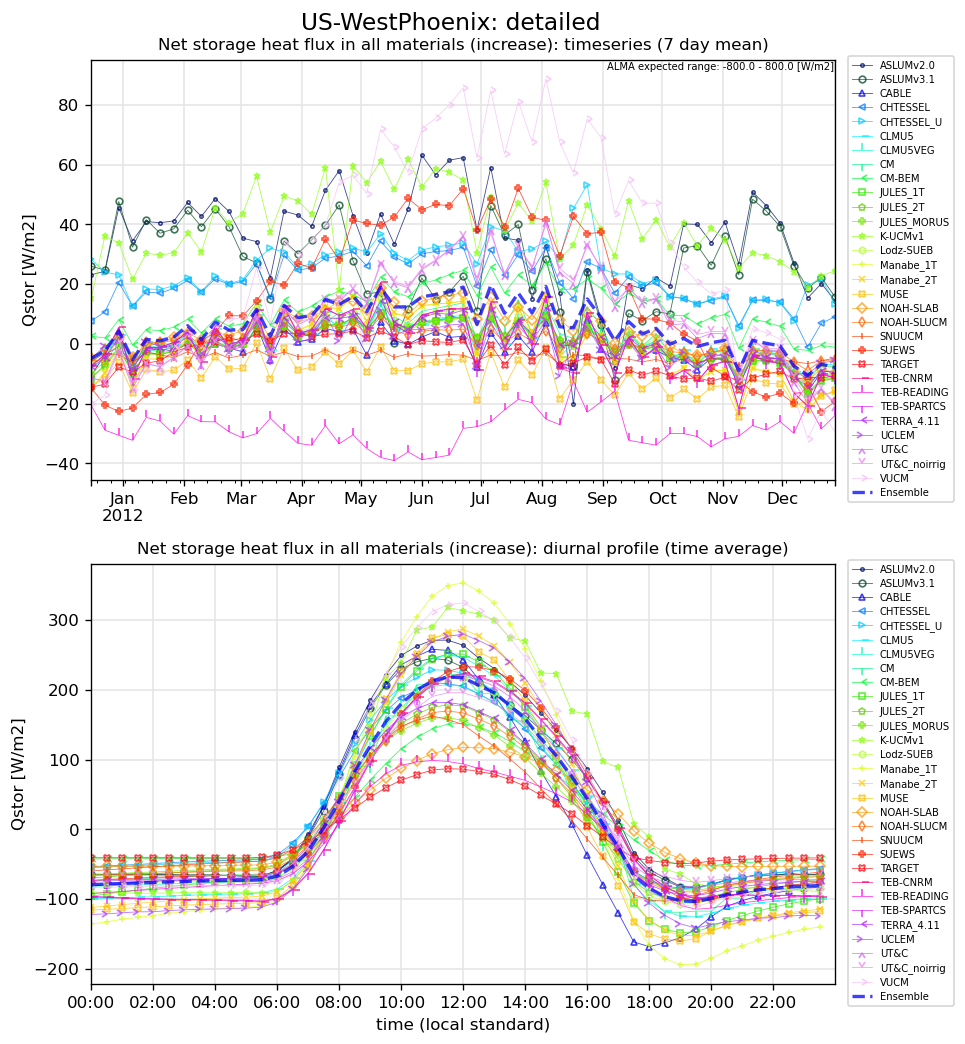 US-WestPhoenix: detailed
Net storage heat flux in all materials (increase): timeseries (7 day mean)
ALMA expected range: -800.0 - 800.0 [W/m2]
Qstor [W/m2]
80
60
40
20
0
−20
−40
Jan Feb Mar Apr May Jun Jul Aug Sep Oct Nov Dec
2012
ASLUMv2.0
ASLUMv3.1
CABLE
CHTESSEL
CHTESSEL_U
CLMU5
CLMU5VEG
CM
CM-BEM
JULES_1T
JULES_2T
JULES_MORUS
K-UCMv1
Lodz-SUEB
Manabe_1T
Manabe_2T
MUSE
NOAH-SLAB
NOAH-SLUCM
SNUUCM
SUEWS
TARGET
TEB-CNRM
TEB-READING
TEB-SPARTCS
TERRA_4.11
UCLEM
UT&C
UT&C_noirrig
VUCM
Ensemble
Net storage heat flux in all materials (increase): diurnal profile (time average)
Qstor [W/m2]
300
200
100
0
−100
−200
00:00 02:00 04:00 06:00 08:00 10:00 12:00 14:00 16:00 18:00 20:00 22:00
time (local standard)
ASLUMv2.0
ASLUMv3.1
CABLE
CHTESSEL
CHTESSEL_U
CLMU5
CLMU5VEG
CM
CM-BEM
JULES_1T
JULES_2T
JULES_MORUS
K-UCMv1
Lodz-SUEB
Manabe_1T
Manabe_2T
MUSE
NOAH-SLAB
NOAH-SLUCM
SNUUCM
SUEWS
TARGET
TEB-CNRM
TEB-READING
TEB-SPARTCS
TERRA_4.11
UCLEM
UT&C
UT&C_noirrig
VUCM
Ensemble